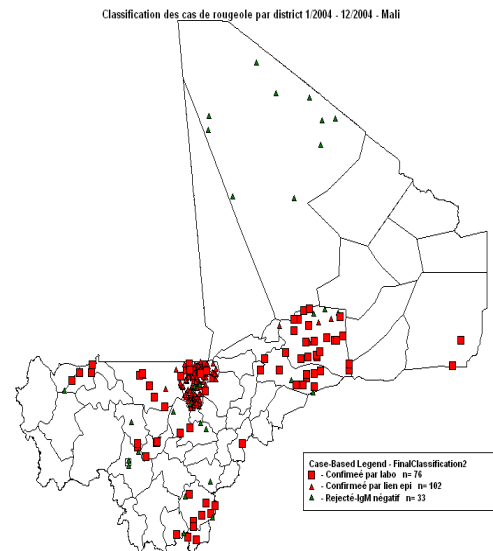 Classification des cas de rougeole par district 1/2004 - 12/2004 - Mali
Case-Based Legend - FinalClassification2
- Confirmeé par labo n= 76
- Confirmeé par lien epi n= 102
- Rejecté-IgM négatif n= 33